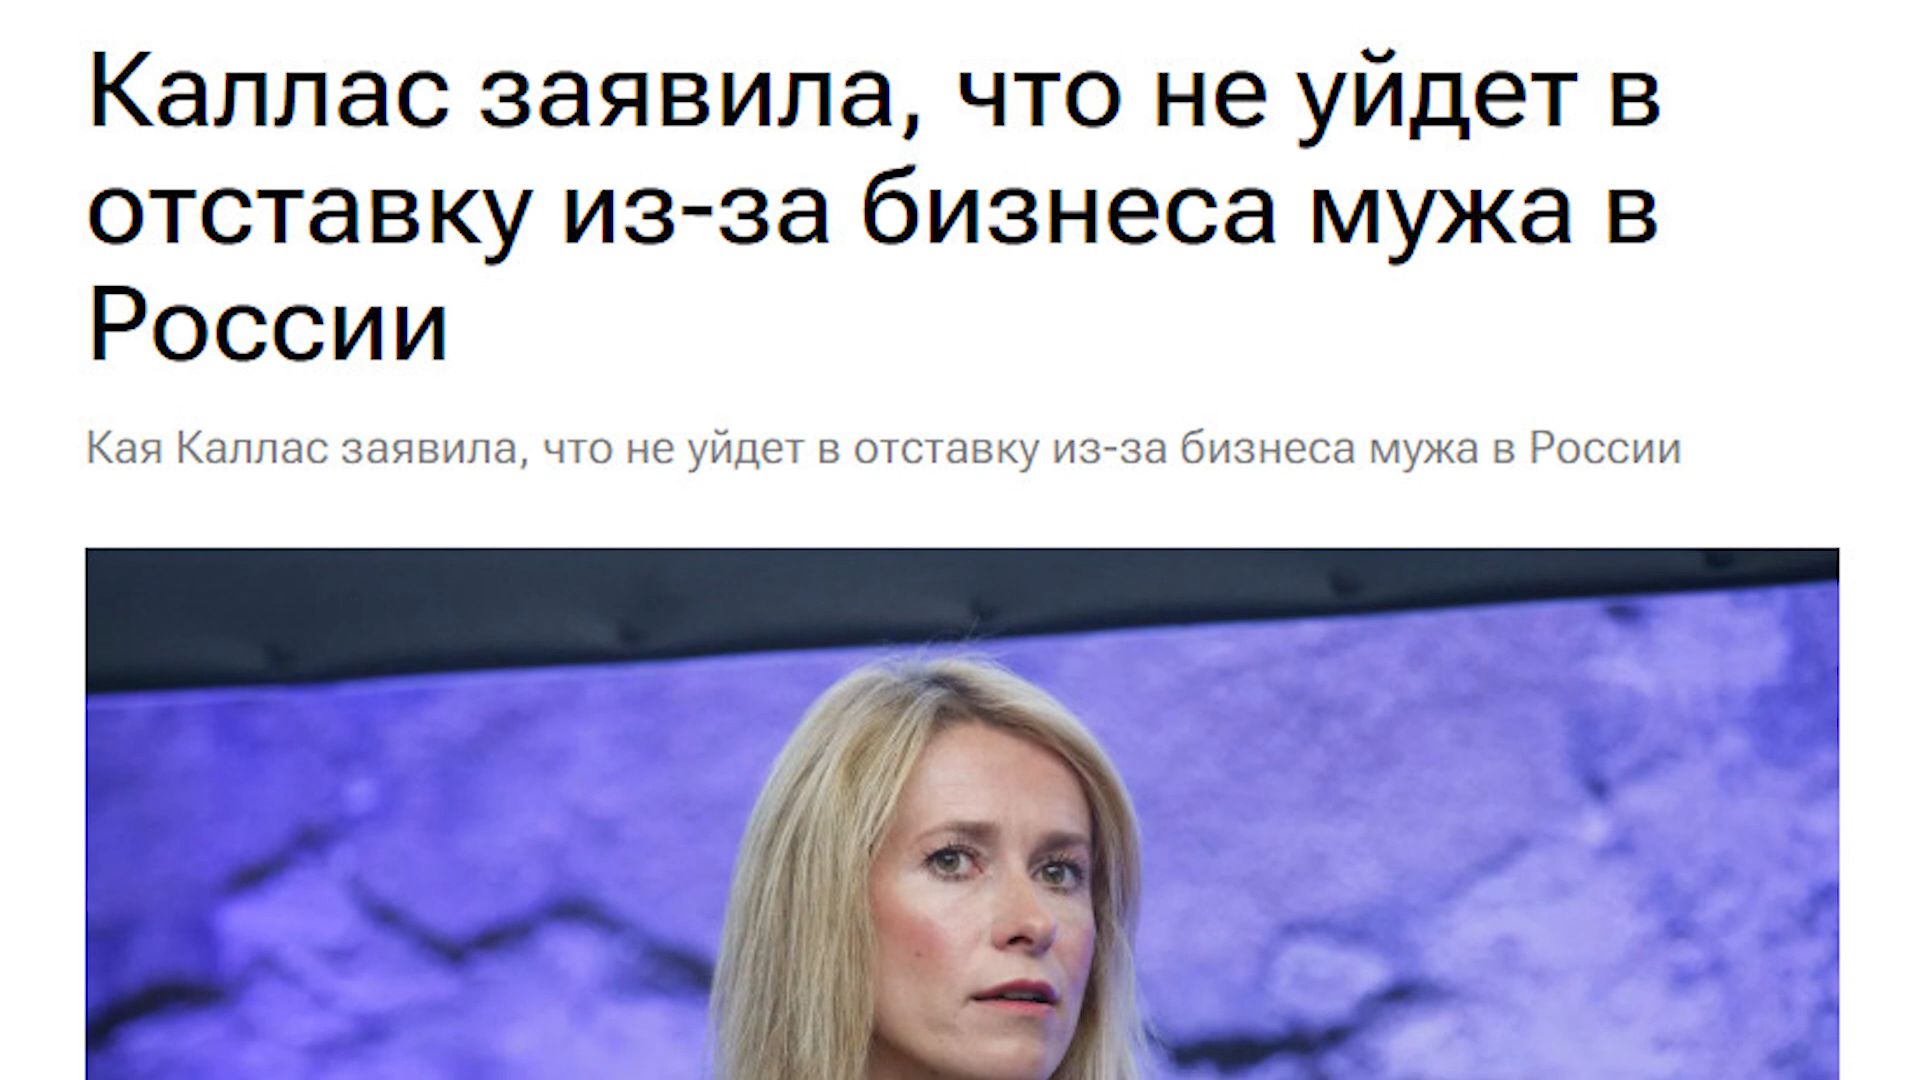 Каллас заявила, что не уйдет в
отставку из-за бизнеса мужа в
России
Кая Каллас заявила, что не уйдет в отставку из-за бизнеса мужа в России